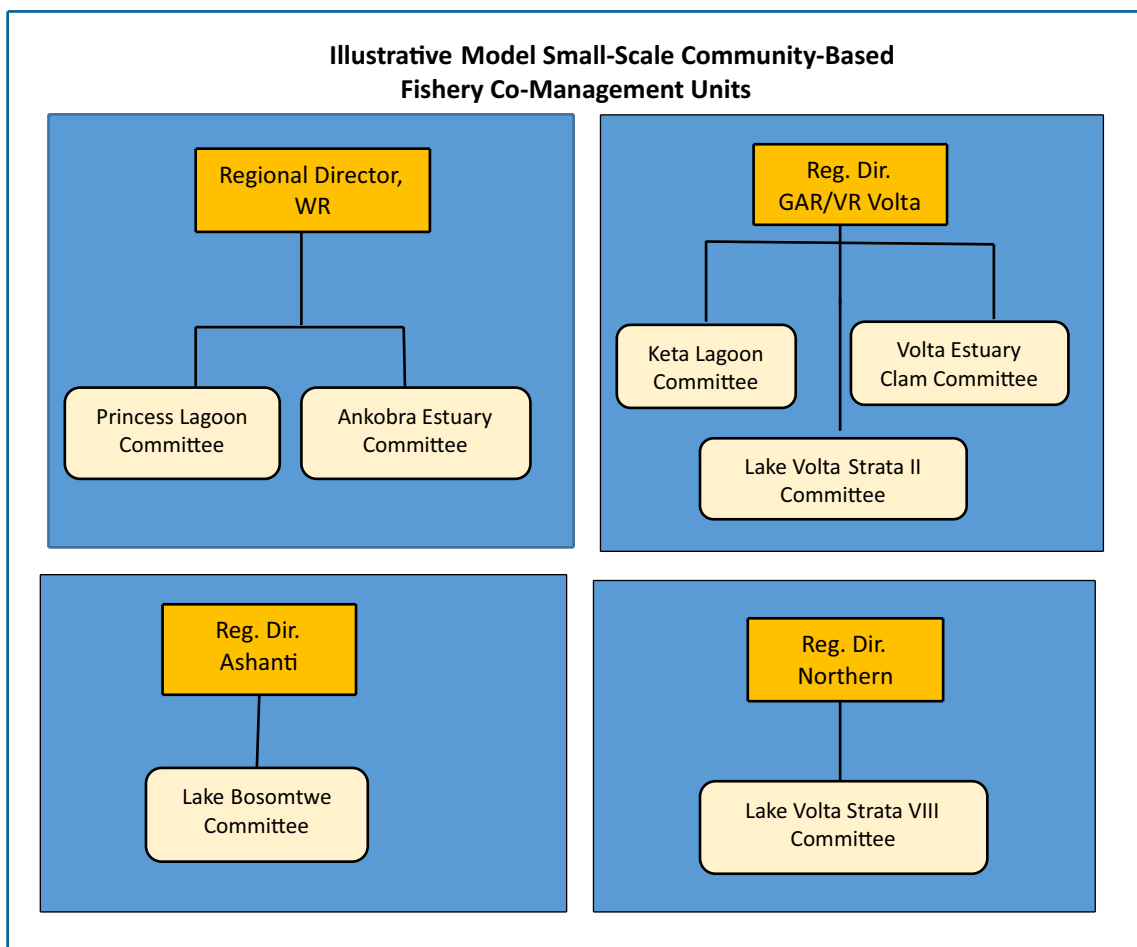 Illustrative Model Small-Scale Community-Based
Fishery Co-Management Units
Regional Director,
WR
Princess Lagoon
Committee
Ankobra Estuary
Committee
Reg. Dir.
GAR/VR Volta
Keta Lagoon
Committee
Volta Estuary
Clam Committee
Lake Volta Strata II
Committee
Reg. Dir.
Ashanti
Lake Bosomtwe
Committee
Reg. Dir.
Northern
Lake Volta Strata VIII
Committee